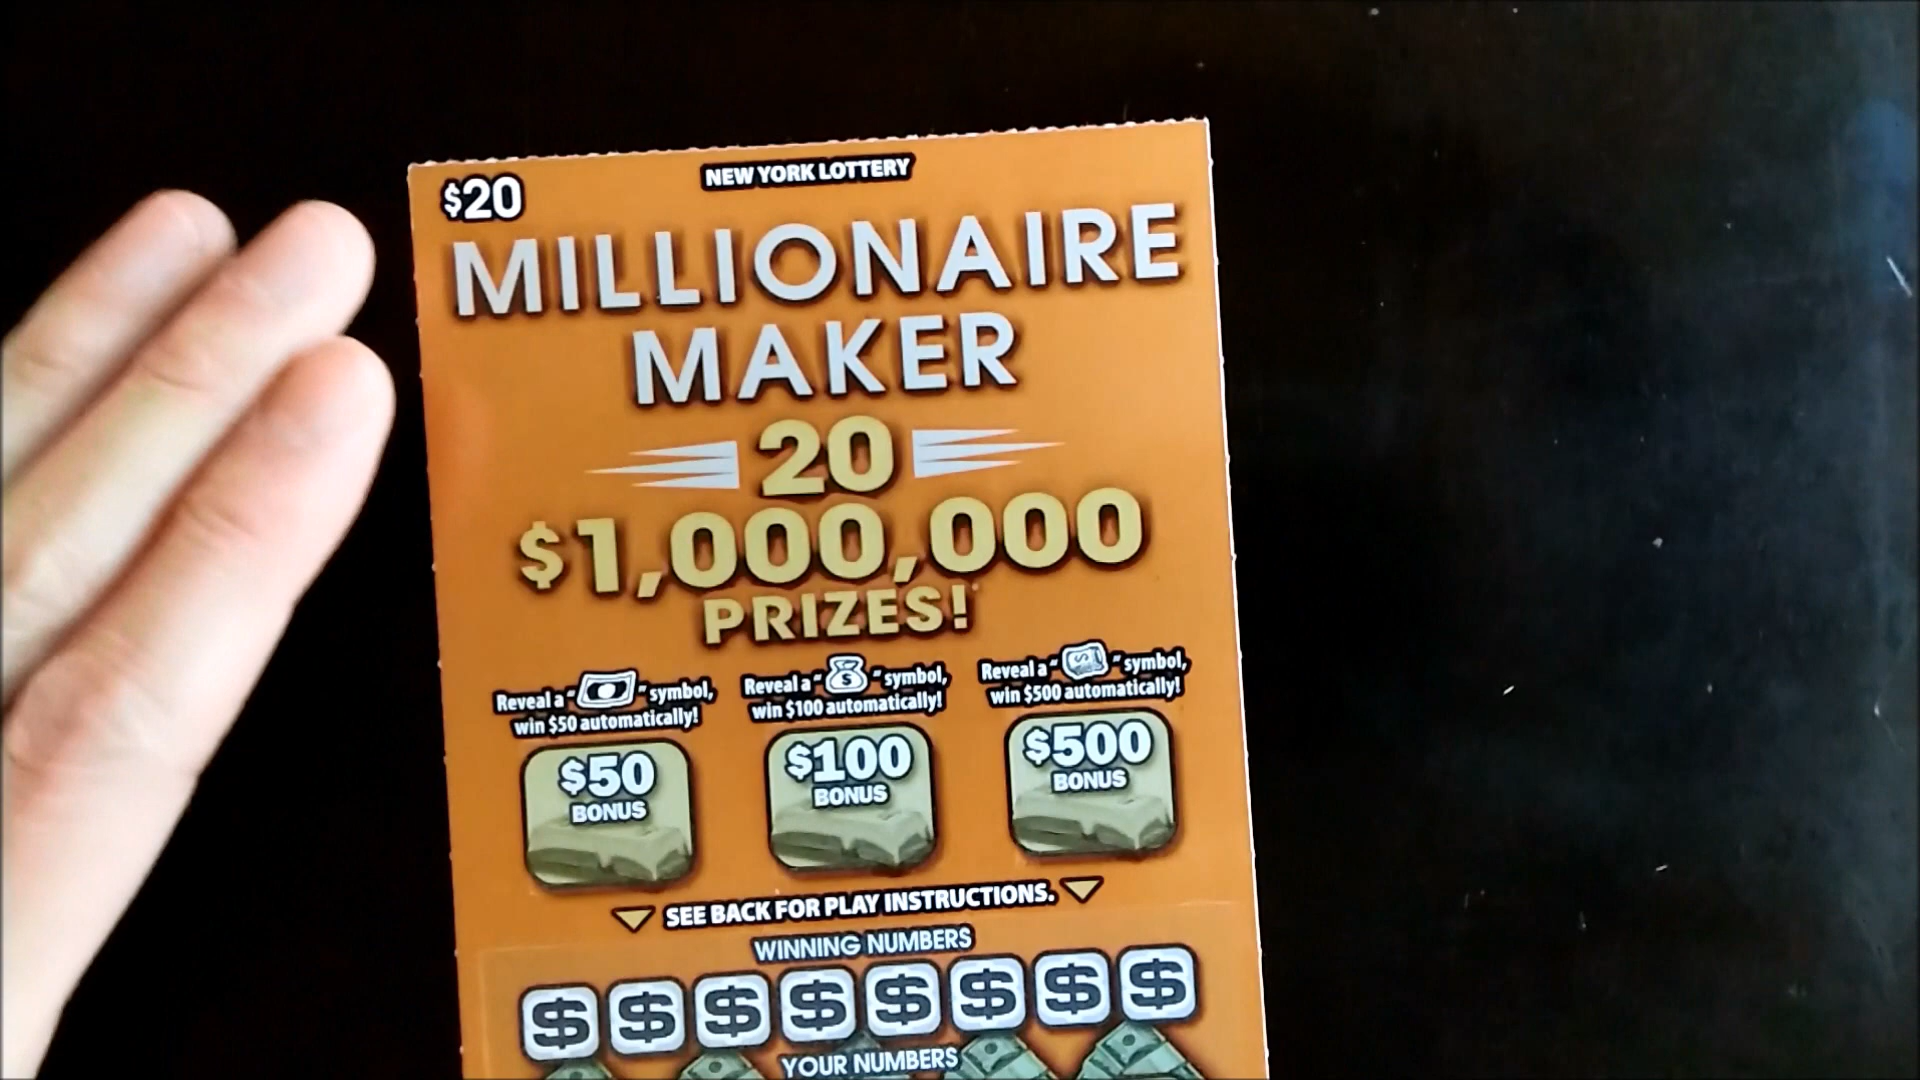 NEW YORK LOTTERY
$20
MILLIONAIRE
MAKER
20
$1,000,000
PRIZES!
Reveal a " " symbol,
win $50 automatically!
Reveal a " " symbol,
win $100 automatically!
Reveal a " " symbol,
win $500 automatically!
$50
BONUS
$100
BONUS
$500
BONUS
SEE BACK FOR PLAY INSTRUCTIONS.
WINNING NUMBERS
$ $ $ $ $ $ $ $
YOUR NUMBERS